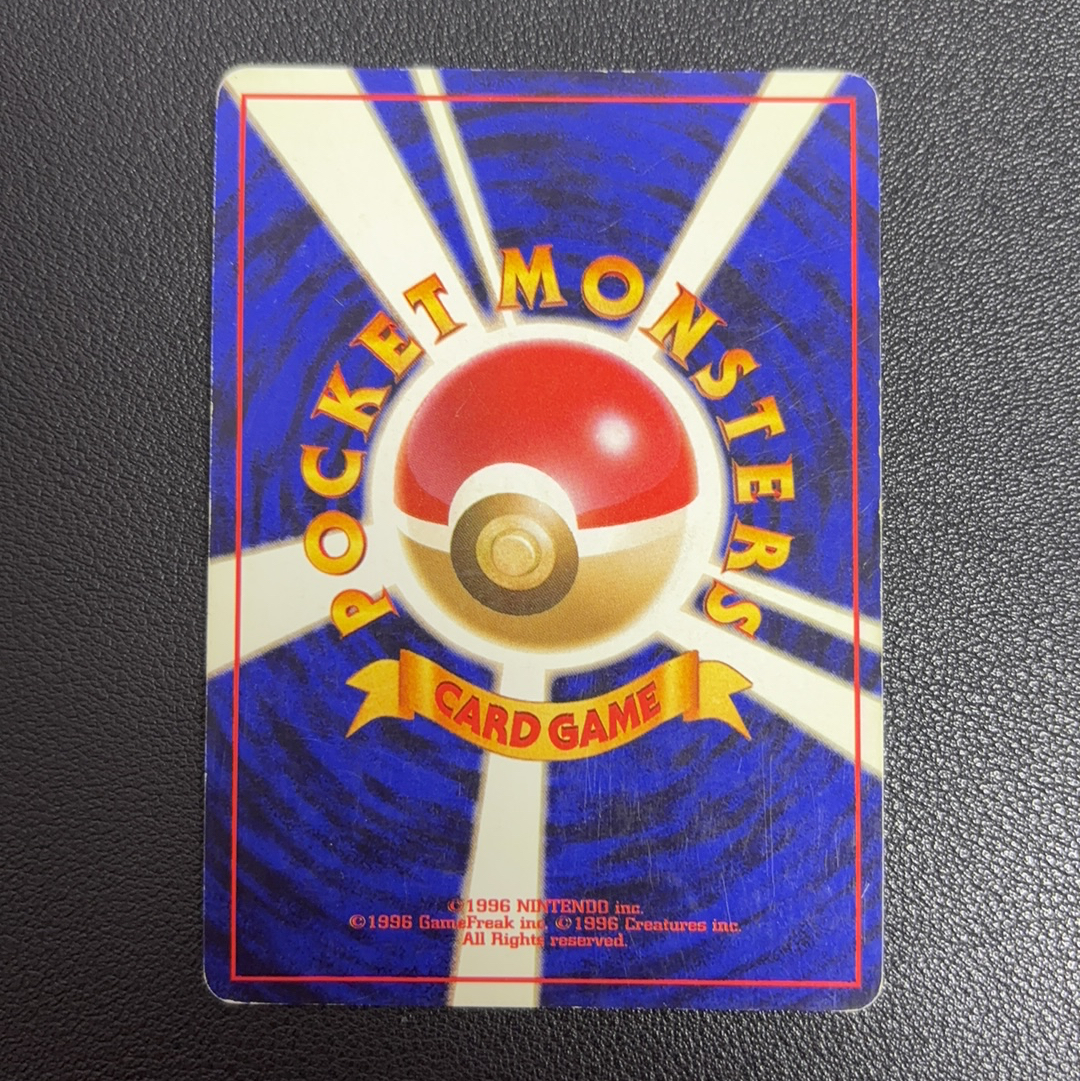 POCKET MONSTERS
CARD GAME
©1996 NINTENDO inc.
©1996 GameFreak inc. ©1996 Creatures inc.
All Rights reserved.